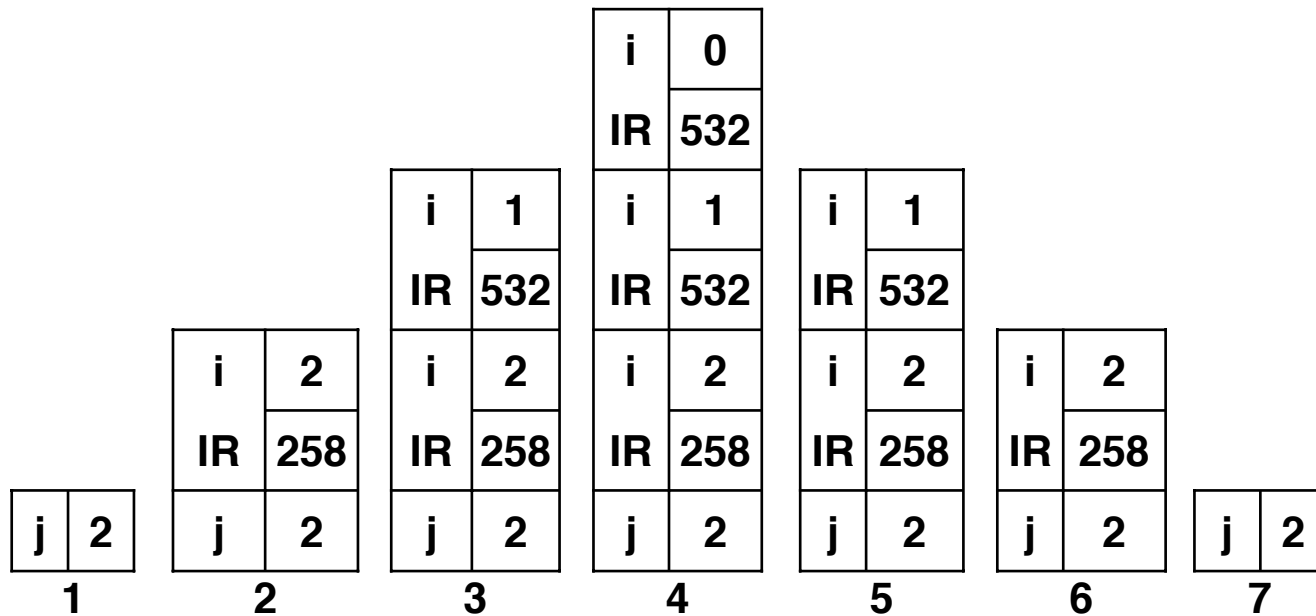 i 0
IR 532
i 1 i 1 i 1
IR 532 IR 532 IR 532
i 2 i 2 i 2 i 2 i 2
IR 258 IR 258 IR 258 IR 258 IR 258
j 2 j 2 j 2 j 2 j 2 j 2 j 2
1 2 3 4 5 6 7